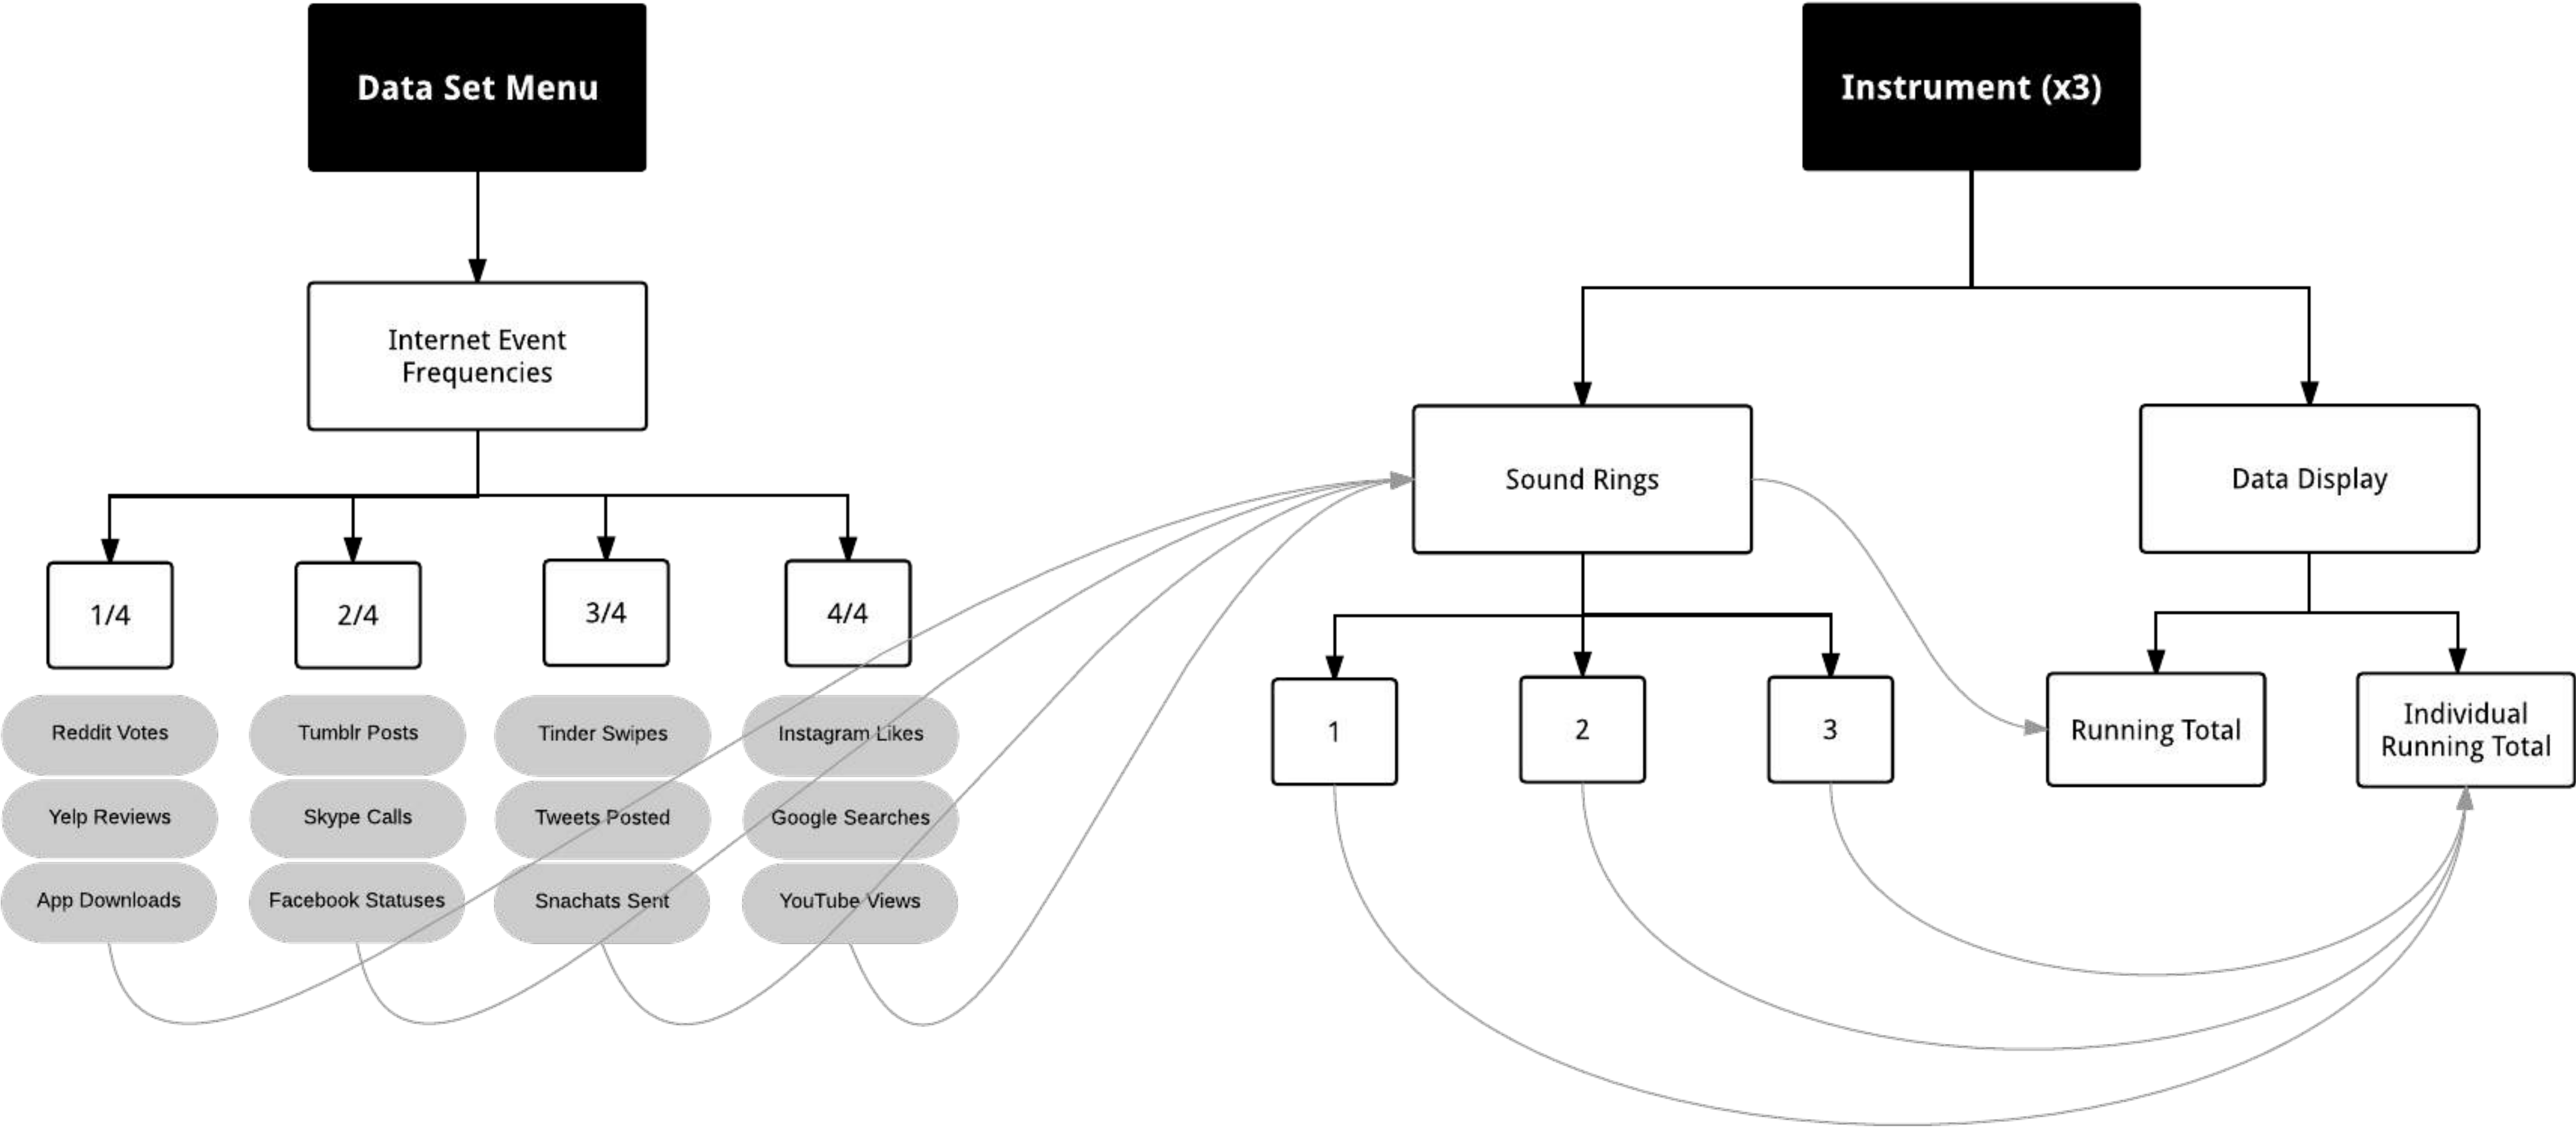 Data Set Menu
Instrument (x3)
Internet Event
Frequencies
Sound Rings
Data Display
1/4
2/4
3/4
4/4
Reddit Votes
Tumblr Posts
Tinder Swipes
Instagram Likes
Yelp Reviews
Skype Calls
Tweets Posted
Google Searches
App Downloads
Facebook Statuses
Snachats Sent
YouTube Views
1
2
3
Running Total
Individual
Running Total